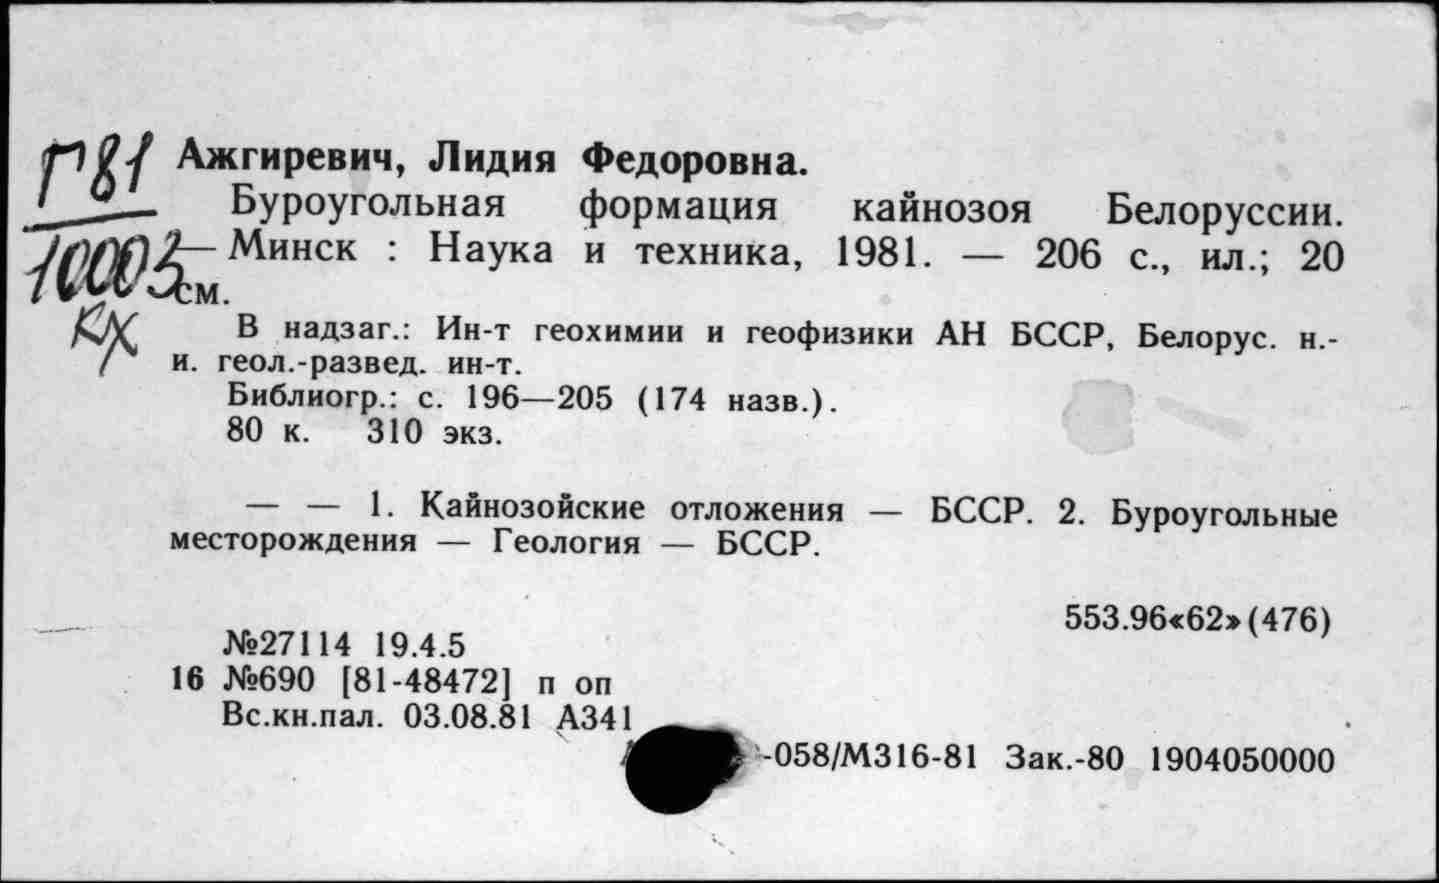 Г81 Ажгиревич, Лидия Федоровна.
Буроугольная формация кайнозоя Белоруссии.
10005 — Минск : Наука и техника, 1981. — 206 с., ил.; 20
см.
В надзаг.: Ин-т геохимии и геофизики АН БССР, Белорус. н.-
и. геол.-развед. ин-т.
Библиогр.: с. 196—205 (174 назв.).
80 к. 310 экз.
— — 1. Кайнозойские отложения — БССР. 2. Буроугольные
месторождения — Геология — БССР.
553.96«62»(476)
№27114 19.4.5
16 №690 [81-48472] п оп
Вс.кн.пал. 03.08.81 А341
-058/М316-81 Зак.-80 1904050000